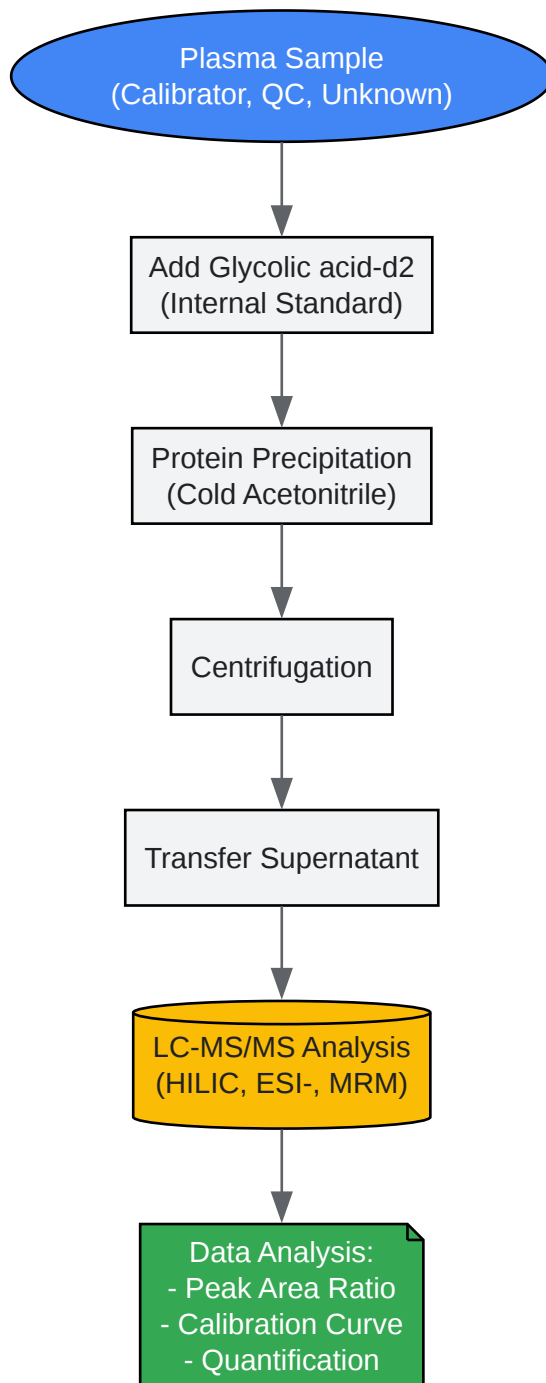 Plasma Sample
(Calibrator, QC, Unknown)
Add Glycolic acid-d2
(Internal Standard)
Protein Precipitation
(Cold Acetonitrile)
Centrifugation
Transfer Supernatant
LC-MS/MS Analysis
(HILIC, ESI-, MRM)
Data Analysis:
- Peak Area Ratio
- Calibration Curve
- Quantification